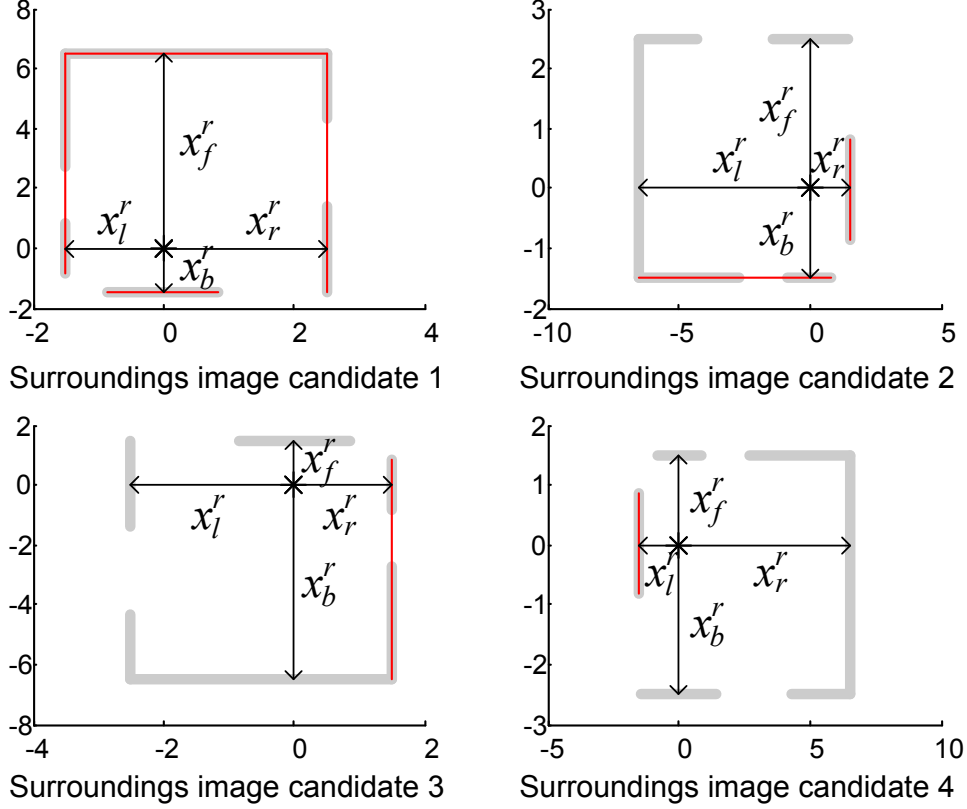 8
6
4
2
0
-2
-2 0 2 4
x_f^r
x_l^r
x_r^r
x_b^r
Surroundings image candidate 1
3
2
1
0
-1
-2
-10 -5 0 5
x_f^r
x_l^r
x_r^r
x_b^r
Surroundings image candidate 2
2
0
-2
-4
-6
-8
-4 -2 0 2
x_f^r
x_l^r
x_r^r
x_b^r
Surroundings image candidate 3
2
1
0
-1
-2
-3
-5 0 5 10
x_f^r
x_l^r
x_r^r
x_b^r
Surroundings image candidate 4